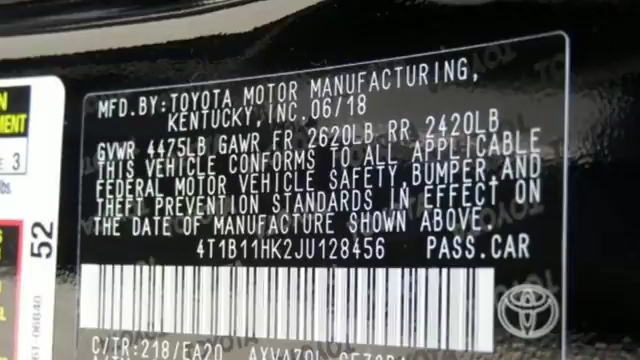 MFD.BY:TOYOTA MOTOR MANUFACTURING,
KENTUCKY,INC.06/18
GVWR 4475LB GAWR FR 2620LB RR 2420LB
THIS VEHICLE CONFORMS TO ALL APPLICABLE
FEDERAL MOTOR VEHICLE SAFETY,BUMPER,AND
THEFT PREVENTION STANDARDS IN EFFECT ON
THE DATE OF MANUFACTURE SHOWN ABOVE.
4T1B11HK2JU128456 PASS.CAR
C/TR:218/EA20
3
52